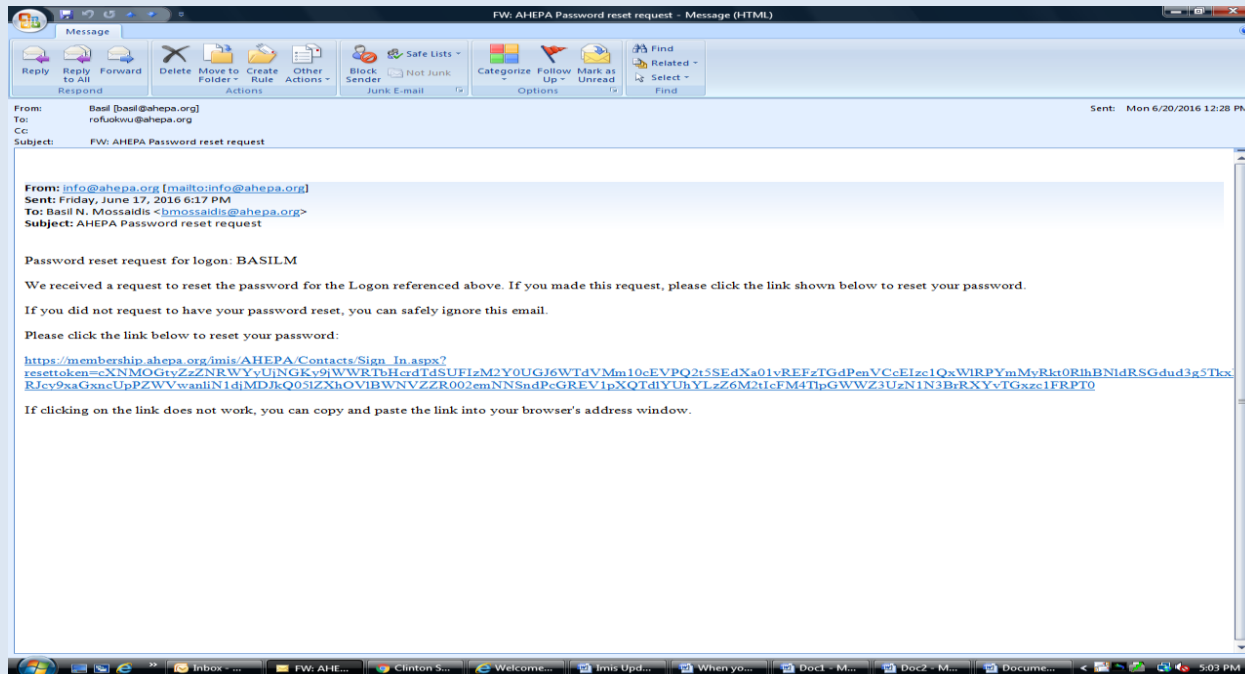 FW: AHEPA Password reset request - Message (HTML)
Message
Reply
Reply to All
Forward
Delete
Move to Folder
Create Rule
Other Actions
Block Sender
Safe Lists
Not Junk
Categorize
Follow Up
Mark as Unread
Find
Related
Select
Respond
Actions
Junk E-mail
Options
Find
From: Basil [basil@ahepa.org]
Sent: Mon 6/20/2016 12:28 PM
To: rofuokwu@ahepa.org
Cc:
Subject: FW: AHEPA Password reset request
From: info@ahepa.org [mailto:info@ahepa.org]
Sent: Friday, June 17, 2016 6:17 PM
To: Basil N. Mossaidis <bmossaidis@ahepa.org>
Subject: AHEPA Password reset request
Password reset request for logon: BASILM
We received a request to reset the password for the Logon referenced above. If you made this request, please click the link shown below to reset your password.
If you did not request to have your password reset, you can safely ignore this email.
Please click the link below to reset your password:
https://membership.ahepa.org/imis/AHEPA/Contacts/Sign_In.aspx?
If clicking on the link does not work, you can copy and paste the link into your browser's address window.
Inbox - ...
FW: AHE...
Clinton S...
Welcome...
Imis Upd...
When yo...
Doc1 - M...
Doc2 - M...
Docume...
5:03 PM